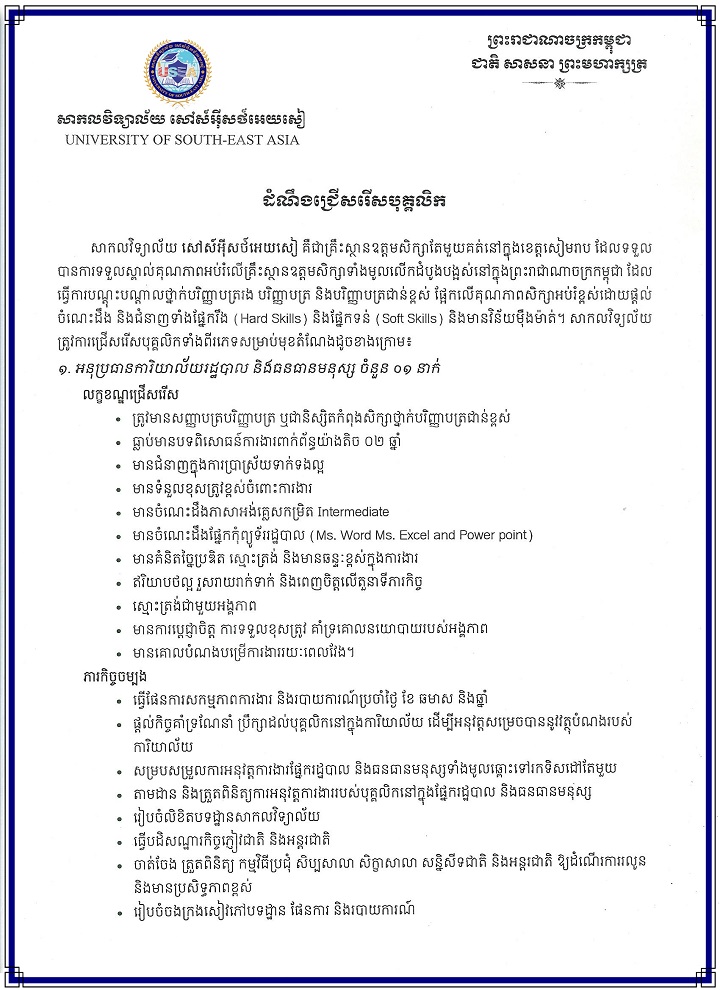 ព្រះរាជាណាចក្រកម្ពុជា
ជាតិ សាសនា ព្រះមហាក្សត្រ
USEA
សាកលវិទ្យាល័យ សៅស៍អ៊ីសថ៍អេយសៀ
UNIVERSITY OF SOUTH-EAST ASIA
ដំណឹងជ្រើសរើសបុគ្គលិក
សាកលវិទ្យាល័យ សៅស៍អ៊ីសថ៍អេយសៀ គឺជាគ្រឹះស្ថានឧត្តមសិក្សាតែមួយគត់នៅក្នុងខេត្តសៀមរាប ដែលទទួល
បានការទទួលស្គាល់គុណភាពអប់រំលើគ្រឹះស្ថានឧត្តមសិក្សាទាំងមូលលើកដំបូងបង្អស់នៅក្នុងព្រះរាជាណាចក្រកម្ពុជា ដែល
ធ្វើការបណ្តុះបណ្តាលថ្នាក់បរិញ្ញាបត្ររង បរិញ្ញាបត្រ និងបរិញ្ញាបត្រជាន់ខ្ពស់ ផ្អែកលើគុណភាពសិក្សាអប់រំខ្ពស់ដោយផ្តល់
ចំណេះដឹង និងជំនាញទាំងផ្នែករឹង (Hard Skills) និងផ្នែកទន់ (Soft Skills) និងមានវិន័យម៉ឺងម៉ាត់។ សាកលវិទ្យល័យ
ត្រូវការជ្រើសរើសបុគ្គលិកទាំងពីរភេទសម្រាប់មុខតំណែងដូចខាងក្រោម៖
១. អនុប្រធានការិយាល័យរដ្ឋបាល និងធនធានមនុស្ស ចំនួន ០១ នាក់
លក្ខខណ្ឌជ្រើសរើស
• ត្រូវមានសញ្ញាបត្របរិញ្ញាបត្រ ឬជានិស្សិតកំពុងសិក្សាថ្នាក់បរិញ្ញាបត្រជាន់ខ្ពស់
• ធ្លាប់មានបទពិសោធន៍ការងារពាក់ព័ន្ធយ៉ាងតិច ០២ ឆ្នាំ
• មានជំនាញក្នុងការប្រាស្រ័យទាក់ទងល្អ
• មានទំនួលខុសត្រូវខ្ពស់ចំពោះការងារ
• មានចំណេះដឹងភាសាអង់គ្លេសកម្រិត Intermediate
• មានចំណេះដឹងផ្នែកកុំព្យូទ័ររដ្ឋបាល (Ms. Word Ms. Excel and Power point)
• មានគំនិតច្នៃប្រឌិត ស្មោះត្រង់ និងមានឆន្ទៈខ្ពស់ក្នុងការងារ
• ឥរិយាបថល្អ រួសរាយរាក់ទាក់ និងពេញចិត្តលើតួនាទីភារកិច្ច
• ស្មោះត្រង់ជាមួយអង្គភាព
• មានការប្តេជ្ញាចិត្ត ការទទួលខុសត្រូវ គាំទ្រគោលនយោបាយរបស់អង្គភាព
• មានគោលបំណងបម្រើការងាររយៈពេលវែង។
ភារកិច្ចចម្បង
• ធ្វើផែនការសកម្មភាពការងារ និងរបាយការណ៍ប្រចាំថ្ងៃ ខែ ឆមាស និងឆ្នាំ
• ផ្តល់កិច្ចគាំទ្រណែនាំ ប្រឹក្សាដល់បុគ្គលិកនៅក្នុងការិយាល័យ ដើម្បីអនុវត្តសម្រេចបាននូវវត្ថុបំណងរបស់
ការិយាល័យ
• សម្របសម្រួលការអនុវត្តការងារផ្នែករដ្ឋបាល និងធនធានមនុស្សទាំងមូលឆ្ពោះទៅរកទិសដៅតែមួយ
• តាមដាន និងត្រួតពិនិត្យការអនុវត្តការងាររបស់បុគ្គលិកនៅក្នុងផ្នែករដ្ឋបាល និងធនធានមនុស្ស
• រៀបចំលិខិតបទដ្ឋានសាកលវិទ្យាល័យ
• ធ្វើបដិសណ្ឋារកិច្ចភ្ញៀវជាតិ និងអន្តរជាតិ
• ចាត់ចែង ត្រួតពិនិត្យ កម្មវិធីប្រជុំ សិប្បសាលា សិក្ខាសាលា សន្និសីទជាតិ និងអន្តរជាតិ ឱ្យដំណើរការរលូន
និងមានប្រសិទ្ធភាពខ្ពស់
• រៀបចំចងក្រងសៀវភៅបទដ្ឋាន ផែនការ និងរបាយការណ៍